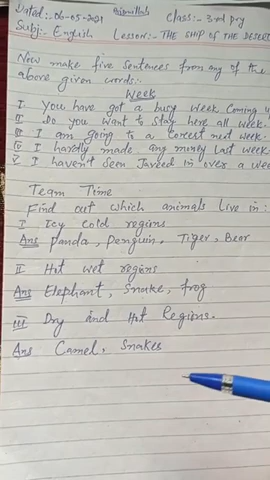 Dated:- 06-05-2021 Bismillah Class:- 3rd Pry
Subj:- English Lesson:- THE SHIP OF THE DESERT
Now make five sentences from any of the
above given words:-
Week
I You have got a busy week coming up
II Do you want to stay here all week.
III I am going to a forest next week.
IV I hardly made any money last week.
V I haven't seen Javeed in over a wee
Team Time
Find out which animals live in:
I Icy cold regions
Ans Panda, Penguin, Tiger, Bear
II Hot wet regions
Ans Elephant, Snake, frog
III Dry and Hot Regions.
Ans Camel, Snakes